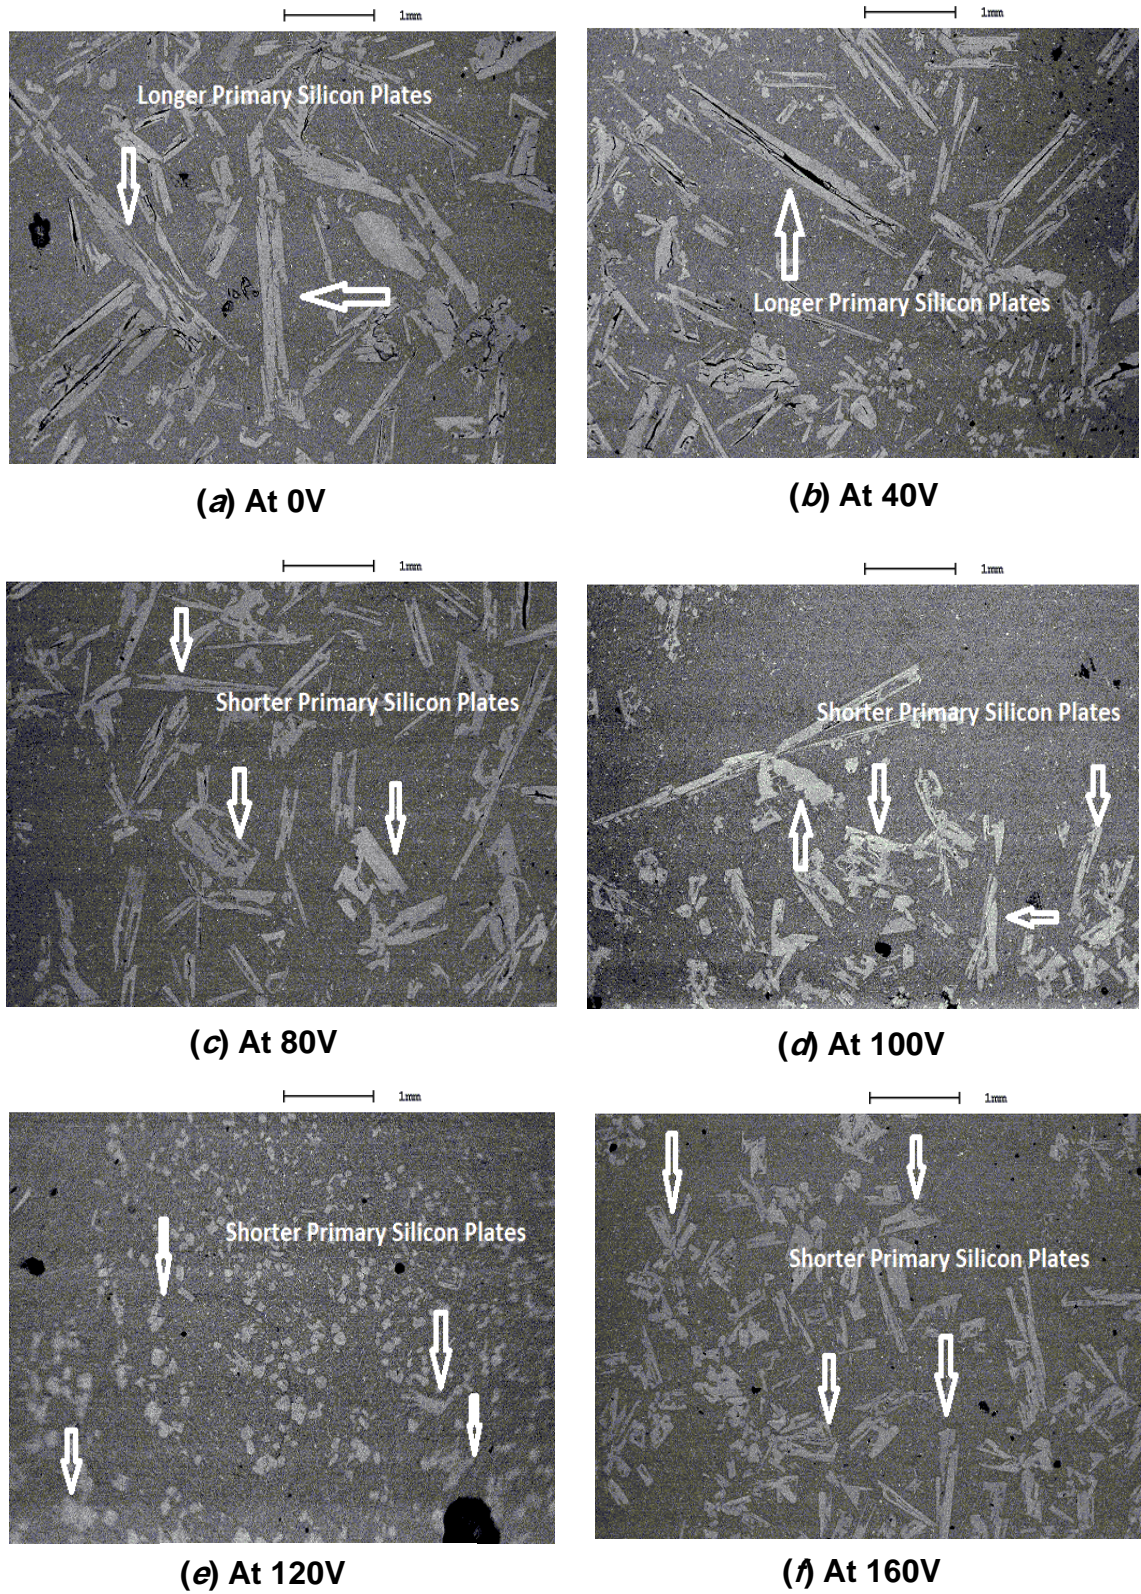 1mm
1mm
Longer Primary Silicon Plates
Longer Primary Silicon Plates
(a) At 0V
(b) At 40V
1mm
1mm
Shorter Primary Silicon Plates
Shorter Primary Silicon Plates
(c) At 80V
(d) At 100V
1mm
1mm
Shorter Primary Silicon Plates
Shorter Primary Silicon Plates
(e) At 120V
(f) At 160V